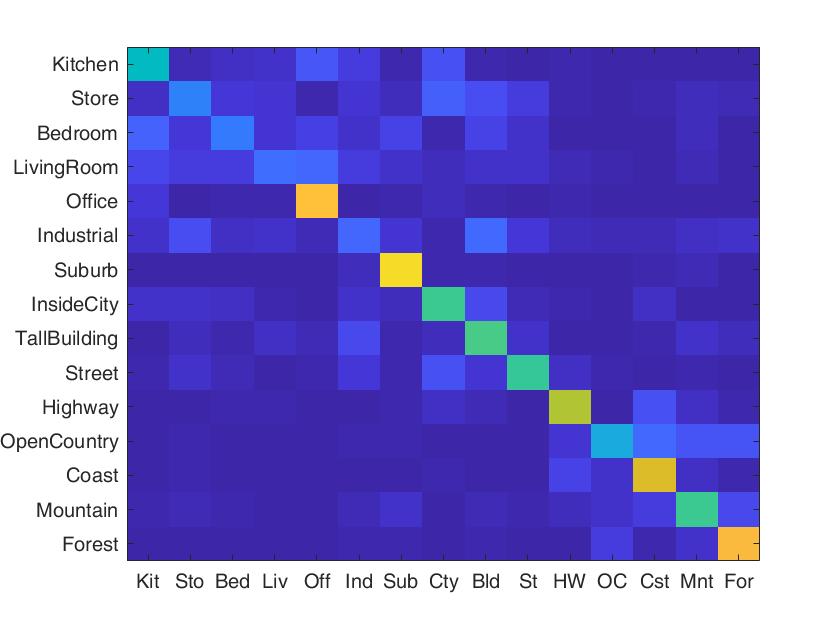 Kitchen
Store
Bedroom
LivingRoom
Office
Industrial
Suburb
InsideCity
TallBuilding
Street
Highway
OpenCountry
Coast
Mountain
Forest
Kit Sto Bed Liv Off Ind Sub Cty Bld St HW OC Cst Mnt For